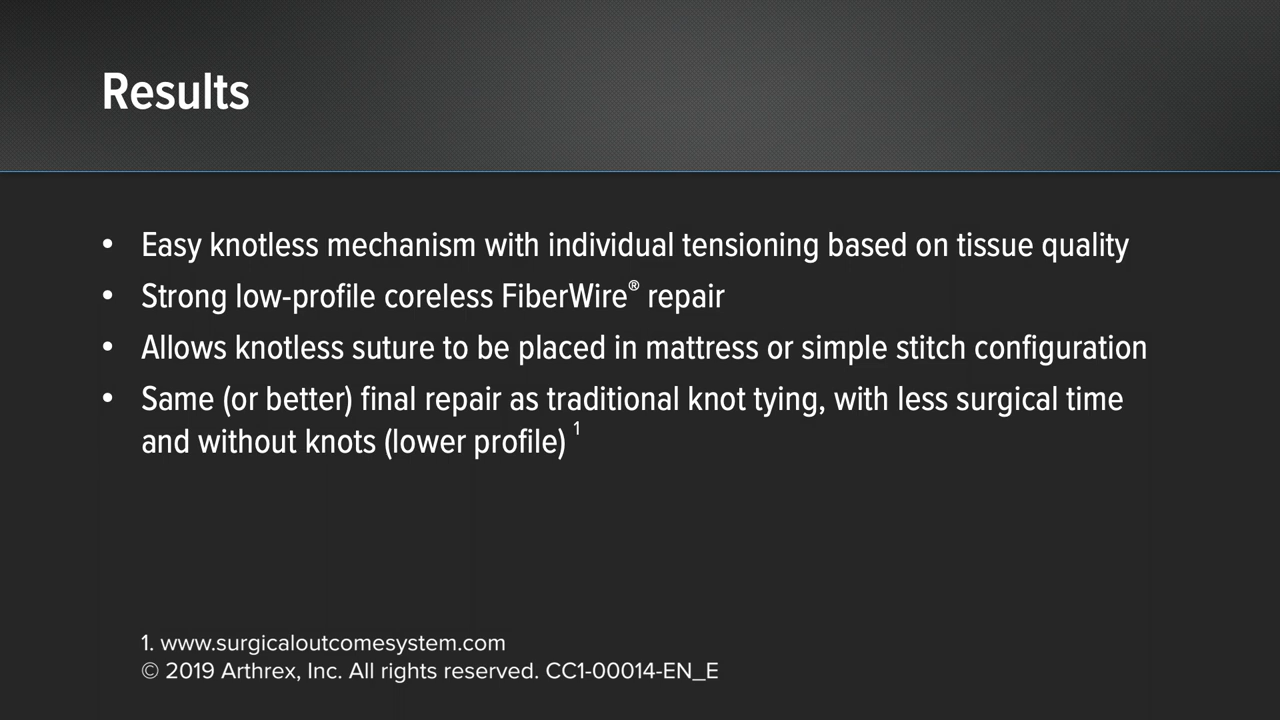 Results
• Easy knotless mechanism with individual tensioning based on tissue quality
• Strong low-profile coreless FiberWire® repair
• Allows knotless suture to be placed in mattress or simple stitch configuration
• Same (or better) final repair as traditional knot tying, with less surgical time
and without knots (lower profile) 1
1. www.surgicaloutcomesystem.com
© 2019 Arthrex, Inc. All rights reserved. CC1-00014-EN_E